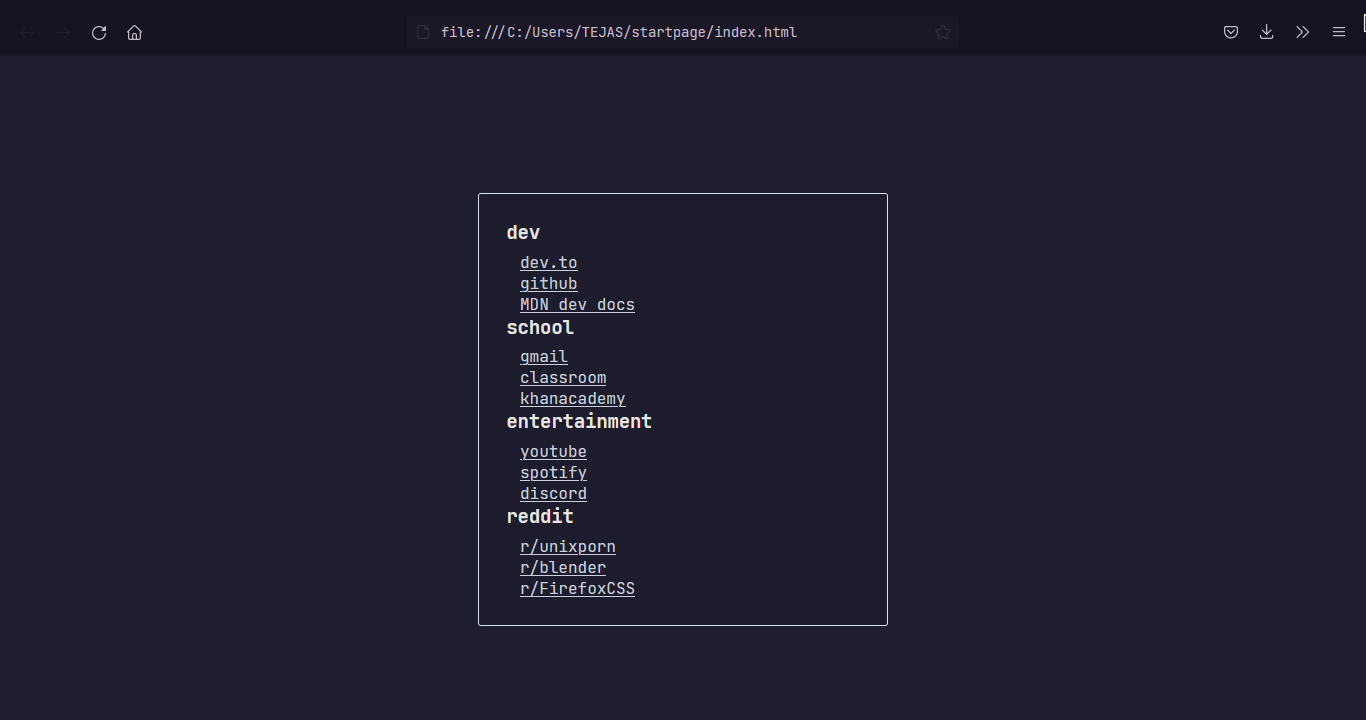 file:///C:/Users/TEJAS/startpage/index.html
dev
dev.to
github
MDN dev docs
school
gmail
classroom
khanacademy
entertainment
youtube
spotify
discord
reddit
r/unixporn
r/blender
r/FirefoxCSS